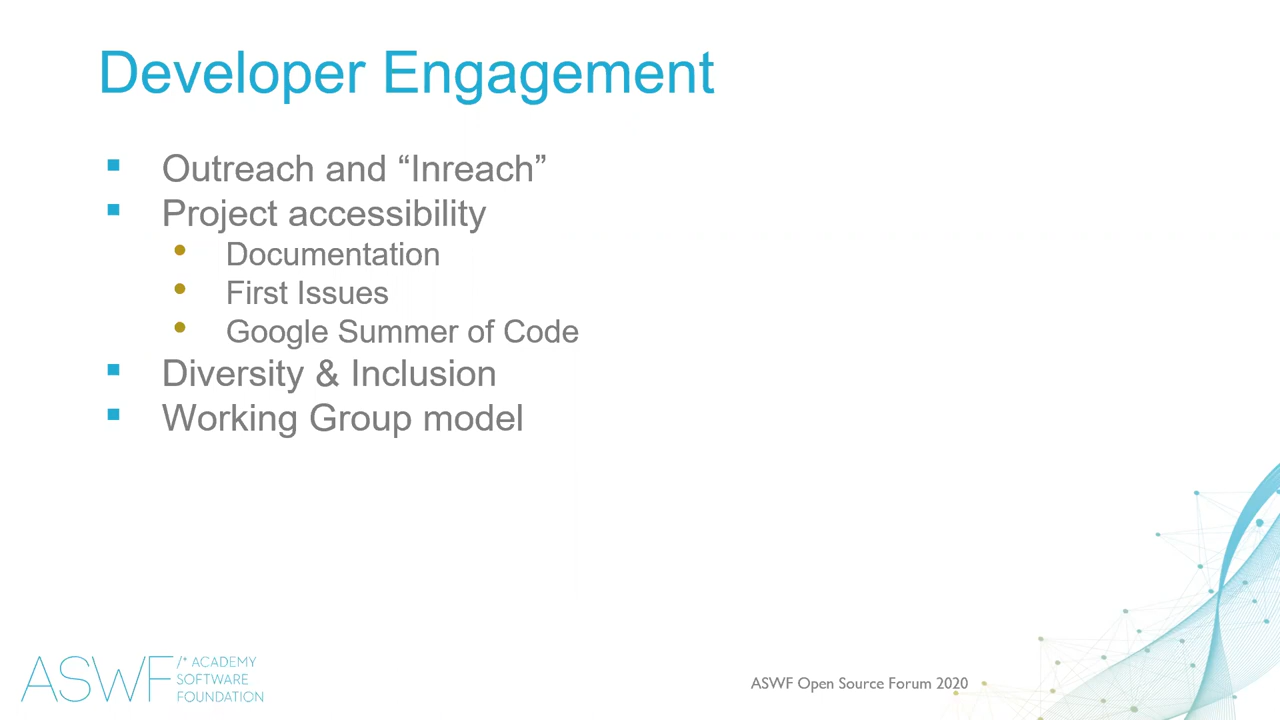 Developer Engagement
Outreach and “Inreach”
Project accessibility
Documentation
First Issues
Google Summer of Code
Diversity & Inclusion
Working Group model
ASWF
/* ACADEMY
SOFTWARE
FOUNDATION
ASWF Open Source Forum 2020